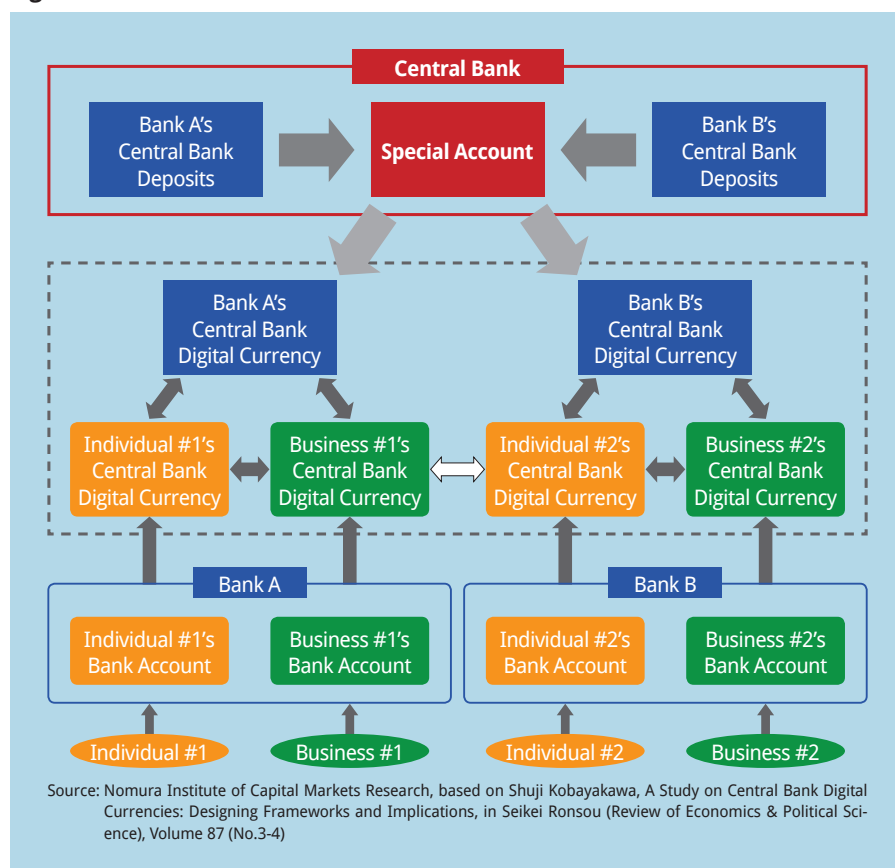 Central Bank
Bank A's
Central Bank
Deposits
Special Account
Bank B's
Central Bank
Deposits
Bank A's
Central Bank
Digital Currency
Bank B's
Central Bank
Digital Currency
Individual #1's
Central Bank
Digital Currency
Business #1's
Central Bank
Digital Currency
Individual #2's
Central Bank
Digital Currency
Business #2's
Central Bank
Digital Currency
Bank A
Bank B
Individual #1's
Bank Account
Business #1's
Bank Account
Individual #2's
Bank Account
Business #2's
Bank Account
Individual #1
Business #1
Individual #2
Business #2
Source: Nomura Institute of Capital Markets Research, based on Shuji Kobayakawa, A Study on Central Bank Digital
Currencies: Designing Frameworks and Implications, in Seikei Ronsou (Review of Economics & Political Sci-
ence), Volume 87 (No.3-4)